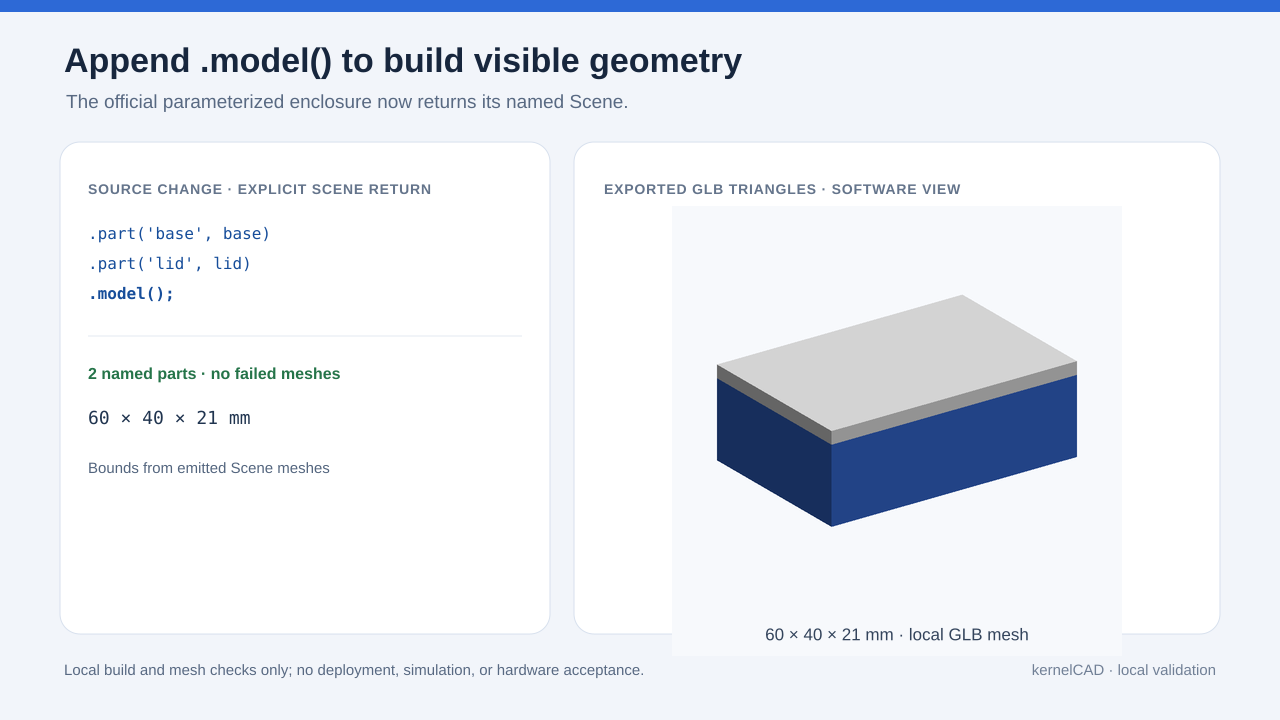 Append .model() to build visible geometry
The official parameterized enclosure now returns its named Scene.
SOURCE CHANGE · EXPLICIT SCENE RETURN
.part('base', base)
.part('lid', lid)
.model();
2 named parts · no failed meshes
60 × 40 × 21 mm
Bounds from emitted Scene meshes
EXPORTED GLB TRIANGLES · SOFTWARE VIEW
60 × 40 × 21 mm · local GLB mesh
Local build and mesh checks only; no deployment, simulation, or hardware acceptance.
kernelCAD · local validation